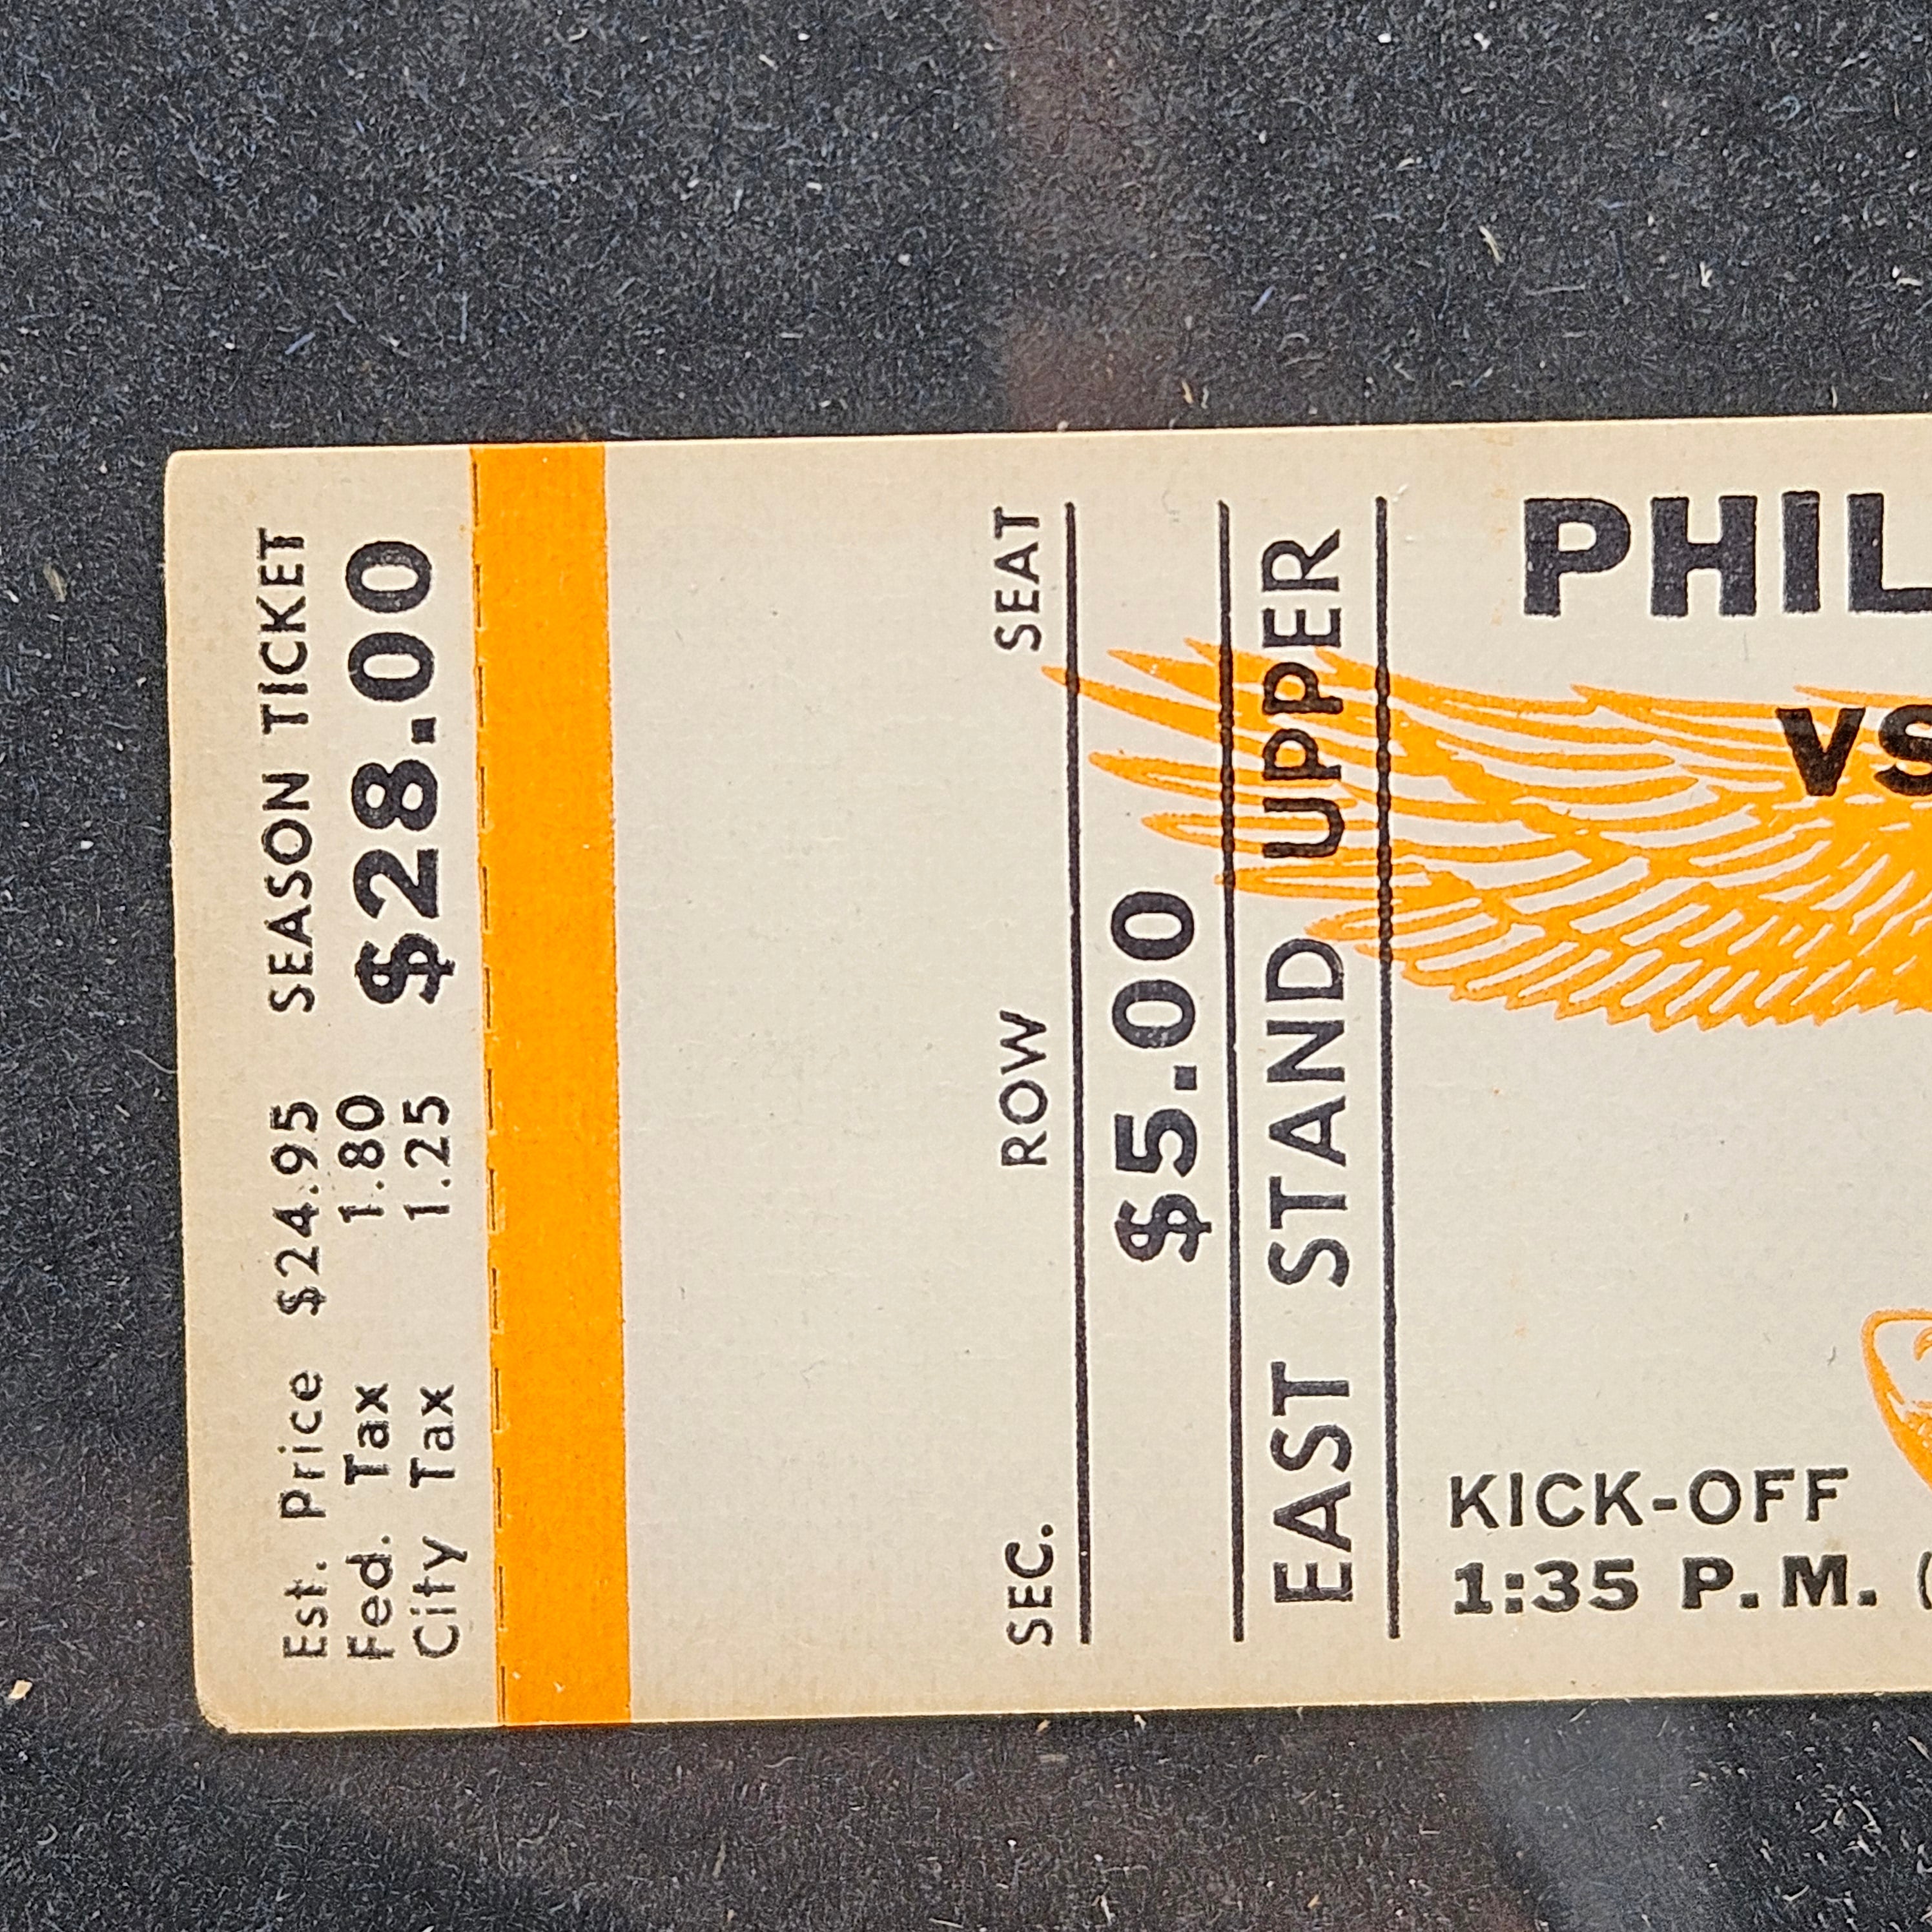 SEASON TICKET
$28.00
Est. Price $24.95
Fed. Tax 1.80
City Tax 1.25
SEC. ROW SEAT
$5.00
EAST STAND UPPER
PHIL
VS
KICK-OFF
1:35 P.M. (